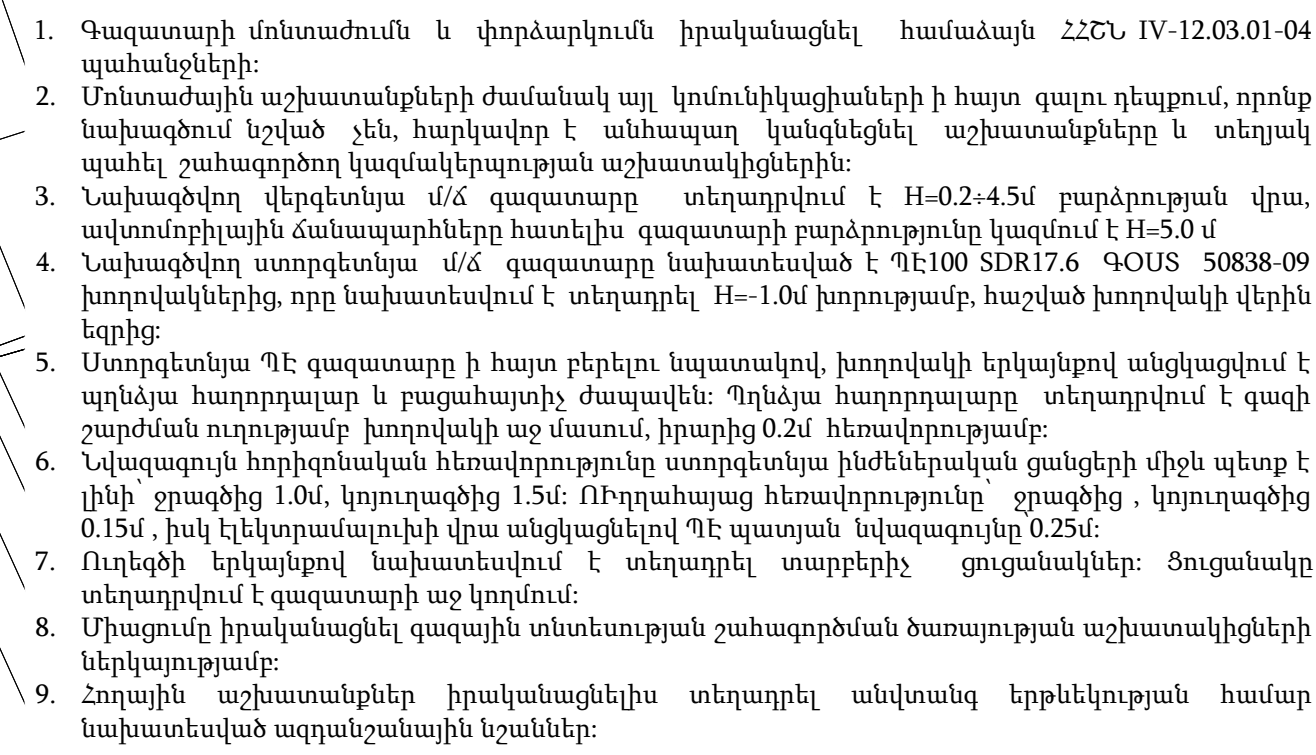 1. Գազատարի մոնտաժումն և փորձարկումն իրականացնել համաձայն ՀՀՇՆ IV-12.03.01-04
պահանջների:
2. Մոնտաժային աշխատանքների ժամանակ այլ կոմունիկացիաների ի հայտ գալու դեպքում, որոնք
նախագծում նշված չեն, հարկավոր է անհապաղ կանգնեցնել աշխատանքները և տեղյակ
պահել շահագործող կազմակերպության աշխատակիցներին:
3. Նախագծվող վերգետնյա մ/ճ գազատարը տեղադրվում է H=0.2÷4.5մ բարձրության վրա,
ավտոմոբիլային ճանապարհները հատելիս գազատարի բարձրությունը կազմում է H=5.0 մ
4. Նախագծվող ստորգետնյա մ/ճ գազատարը նախատեսված է ՊԷ100 SDR17.6 ԳՕՍՏ 50838-09
խողովակներից, որը նախատեսվում է տեղադրել H=-1.0մ խորությամբ, հաշված խողովակի վերին
եզրից:
5. Ստորգետնյա ՊԷ գազատարը ի հայտ բերելու նպատակով, խողովակի երկայնքով անցկացվում է
պղնձյա հաղորդալար և բացահայտիչ ժապավեն: Պղնձյա հաղորդալարը տեղադրվում է գազի
շարժման ուղությամբ խողովակի աջ մասում, իրարից 0.2մ հեռավորությամբ:
6. Նվազագույն հորիզոնական հեռավորությունը ստորգետնյա ինժեներական ցանցերի միջև պետք է
լինի՝ ջրագծից 1.0մ, կոյուղագծից 1.5մ: ՈՒղղահայաց հեռավորությունը՝ ջրագծից , կոյուղագծից
0.15մ , իսկ էլեկտրամալուխի վրա անցկացնելով ՊԷ պատյան նվազագույնը՝0.25մ:
7. Ուղեգծի երկայնքով նախատեսվում է տեղադրել տարբերիչ ցուցանակներ: Ցուցանակը
տեղադրվում է գազատարի աջ կողմում:
8. Միացումը իրականացնել գազային տնտեսության շահագործման ծառայության աշխատակիցների
ներկայությամբ:
9. Հողային աշխատանքներ իրականացնելիս տեղադրել անվտանգ երթևեկության համար
նախատեսված ազդանշանային նշաններ: